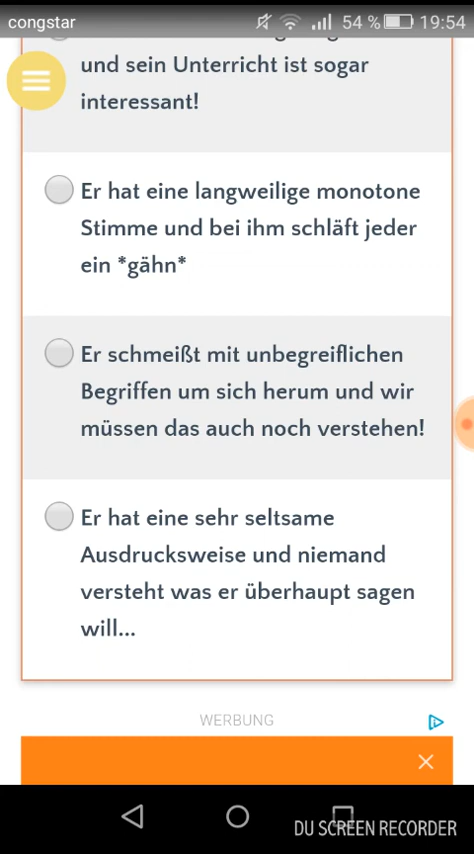 congstar 54 % 19:54
und sein Unterricht ist sogar
interessant!
Er hat eine langweilige monotone
Stimme und bei ihm schläft jeder
ein *gähn*
Er schmeißt mit unbegreiflichen
Begriffen um sich herum und wir
müssen das auch noch verstehen!
Er hat eine sehr seltsame
Ausdrucksweise und niemand
versteht was er überhaupt sagen
will...
WERBUNG
DU SCREEN RECORDER